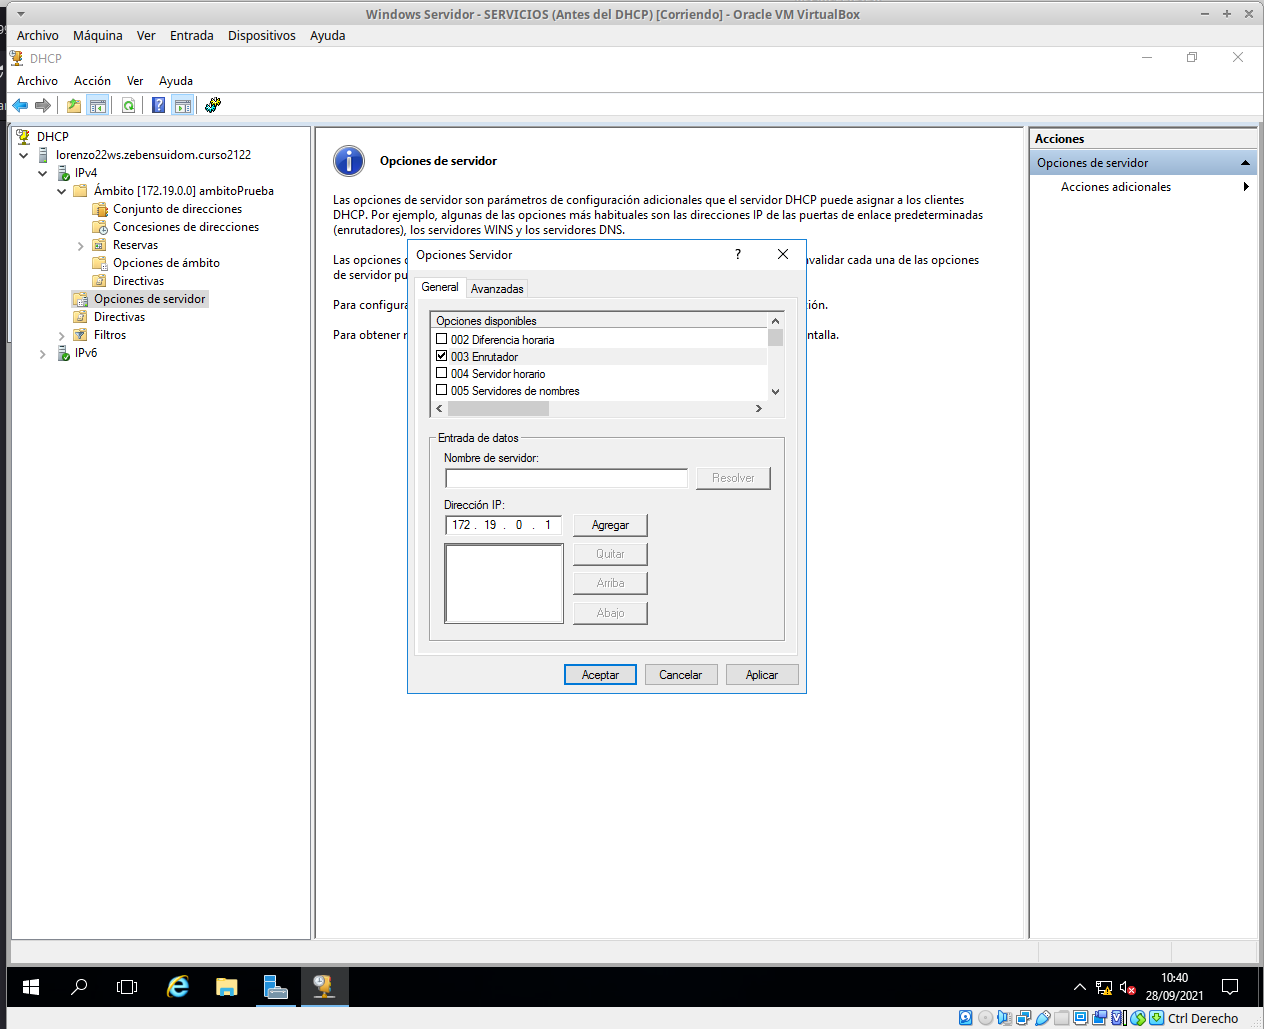 Windows Servidor - SERVICIOS (Antes del DHCP) [Corriendo] - Oracle VM VirtualBox
Archivo Máquina Ver Entrada Dispositivos Ayuda
DHCP
Archivo Acción Ver Ayuda
DHCP
lorenzo22ws.zebensuidom.curso2122
IPv4
Ámbito [172.19.0.0] ambitoPrueba
Conjunto de direcciones
Concesiones de direcciones
Reservas
Opciones de ámbito
Directivas
Opciones de servidor
Directivas
Filtros
IPv6
Opciones de servidor
Las opciones de servidor son parámetros de configuración adicionales que el servidor DHCP puede asignar a los clientes
DHCP. Por ejemplo, algunas de las opciones más habituales son las direcciones IP de las puertas de enlace predeterminadas
(enrutadores), los servidores WINS y los servidores DNS.
Las opciones
nvalidar cada una de las opciones
de servidor pu
Para configura
ción.
Para obtener
ntalla.
Opciones Servidor
General
Avanzadas
Opciones disponibles
002 Diferencia horaria
003 Enrutador
004 Servidor horario
005 Servidores de nombres
Entrada de datos
Nombre de servidor:
Resolver
Dirección IP:
172 . 19 . 0 . 1
Agregar
Quitar
Arriba
Abajo
Aceptar
Cancelar
Aplicar
Acciones
Opciones de servidor
Acciones adicionales
10:40
28/09/2021
Ctrl Derecho